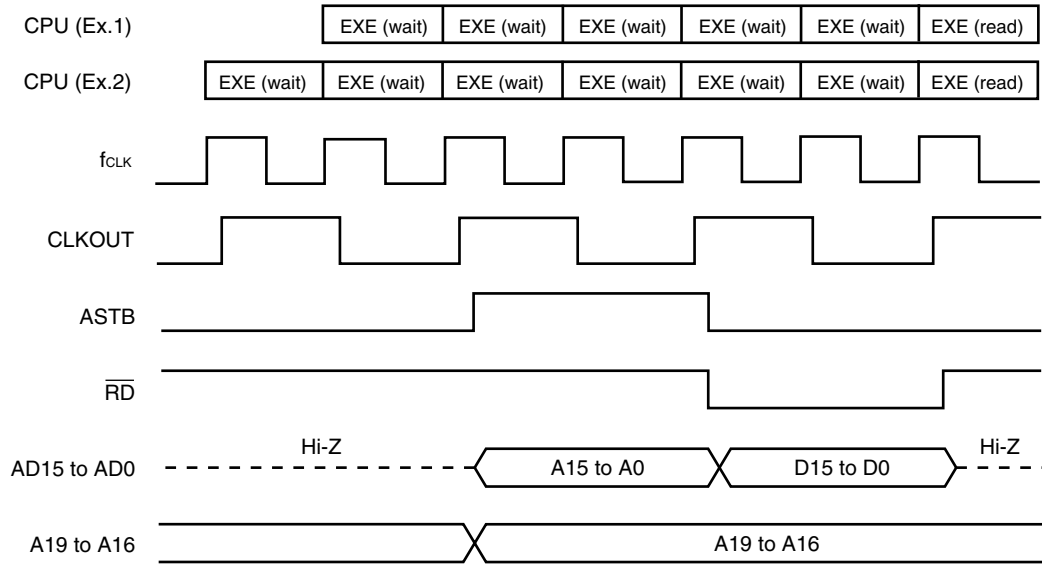 CPU (Ex.1) EXE (wait) EXE (wait) EXE (wait) EXE (wait) EXE (wait) EXE (read)
CPU (Ex.2) EXE (wait) EXE (wait) EXE (wait) EXE (wait) EXE (wait) EXE (wait) EXE (read)
fCLK
CLKOUT
ASTB
RD
Hi-Z Hi-Z
AD15 to AD0 A15 to A0 D15 to D0
A19 to A16 A19 to A16